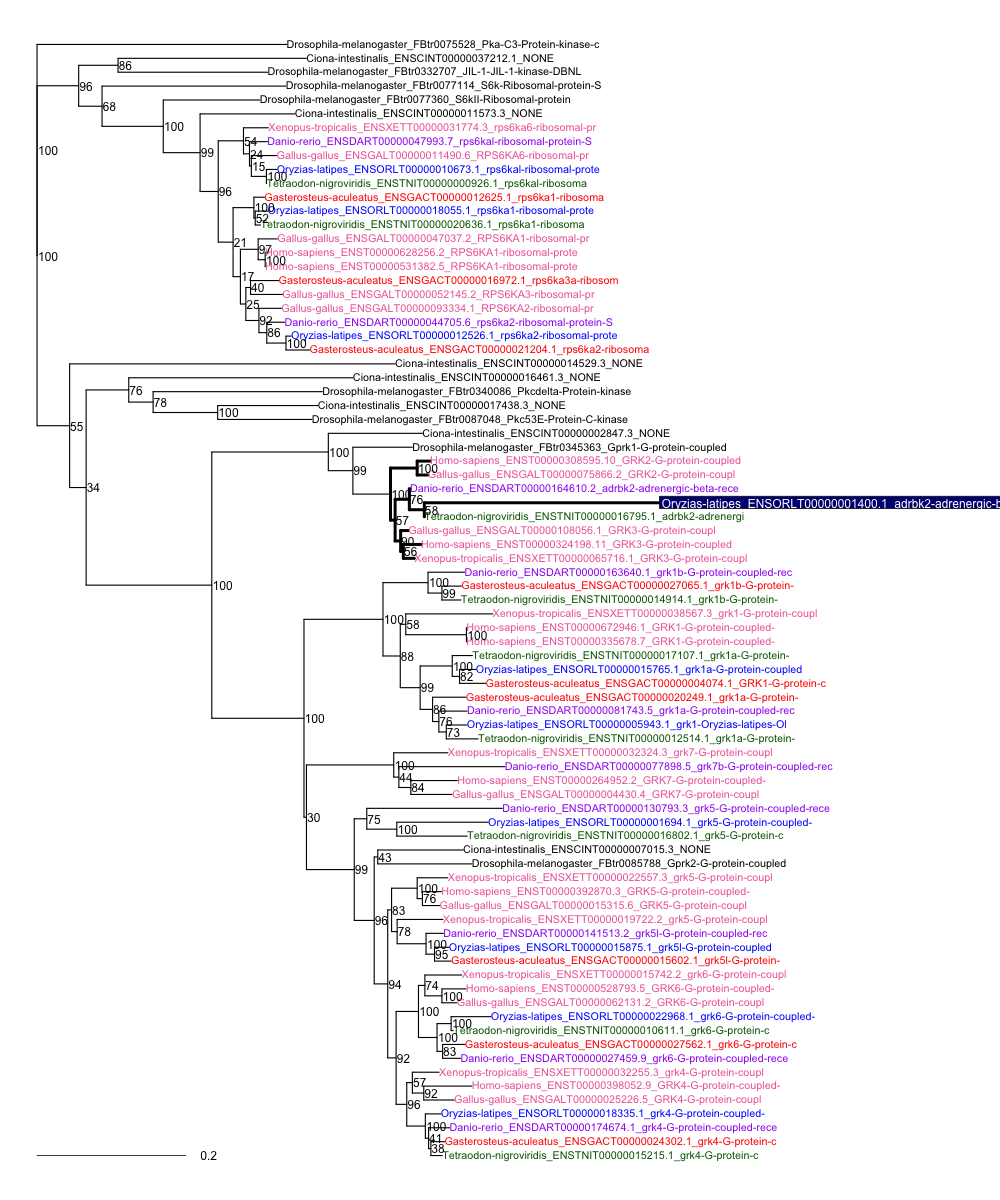 Drosophila-melanogaster_FBtr0075528_Pka-C3-Protein-kinase-c
Ciona-intestinalis_ENSCINT00000037212.1_NONE
86
Drosophila-melanogaster_FBtr0332707_JIL-1-JIL-1-kinase-DBNL
96
Drosophila-melanogaster_FBtr0077114_S6k-Ribosomal-protein-S
68
Drosophila-melanogaster_FBtr0077360_S6kII-Ribosomal-protein
Ciona-intestinalis_ENSCINT00000011573.3_NONE
100
Xenopus-tropicalis_ENSXETT00000031774.3_rps6ka6-ribosomal-pr
54
Danio-rerio_ENSDART00000047993.7_rps6kal-ribosomal-protein-S
100
99
24
Gallus-gallus_ENSGALT00000011490.6_RPS6KA6-ribosomal-pr
15
Oryzias-latipes_ENSORLT00000010673.1_rps6kal-ribosomal-prote
100
Tetraodon-nigroviridis_ENSTNIT00000000926.1_rps6kal-ribosoma
96
Gasterosteus-aculeatus_ENSGACT00000012625.1_rps6ka1-ribosoma
100
Oryzias-latipes_ENSORLT00000018055.1_rps6ka1-ribosomal-prote
52
Tetraodon-nigroviridis_ENSTNIT00000020636.1_rps6ka1-ribosoma
21
Gallus-gallus_ENSGALT00000047037.2_RPS6KA1-ribosomal-pr
97
Homo-sapiens_ENST00000628256.2_RPS6KA1-ribosomal-prote
100
100
Homo-sapiens_ENST00000531382.5_RPS6KA1-ribosomal-prote
17
Gasterosteus-aculeatus_ENSGACT00000016972.1_rps6ka3a-ribosom
40
Gallus-gallus_ENSGALT00000052145.2_RPS6KA3-ribosomal-pr
25
Gallus-gallus_ENSGALT00000093334.1_RPS6KA2-ribosomal-pr
92
Danio-rerio_ENSDART00000044705.6_rps6ka2-ribosomal-protein-S
86
Oryzias-latipes_ENSORLT00000012526.1_rps6ka2-ribosomal-prote
100
Gasterosteus-aculeatus_ENSGACT00000021204.1_rps6ka2-ribosoma
Ciona-intestinalis_ENSCINT00000014529.3_NONE
Ciona-intestinalis_ENSCINT00000016461.3_NONE
76
Drosophila-melanogaster_FBtr0340086_Pkcdelta-Protein-kinase
78
Ciona-intestinalis_ENSCINT00000017438.3_NONE
100
Drosophila-melanogaster_FBtr0087048_Pkc53E-Protein-C-kinase
55
Ciona-intestinalis_ENSCINT00000002847.3_NONE
Drosophila-melanogaster_FBtr0345363_Gprk1-G-protein-coupled
100
Homo-sapiens_ENST00000308595.10_GRK2-G-protein-coupled
100
99
Gallus-gallus_ENSGALT00000075866.2_GRK2-G-protein-coupl
34
Danio-rerio_ENSDART00000164610.2_adrbk2-adrenergic-beta-rece
100
76
Oryzias-latipes_ENSORLT00000001400.1_adrbk2-adrenergic-b
58
Tetraodon-nigroviridis_ENSTNIT00000016795.1_adrbk2-adrenergi
57
Gallus-gallus_ENSGALT00000108056.1_GRK3-G-protein-coupl
90
Homo-sapiens_ENST00000324198.11_GRK3-G-protein-coupled
56
Xenopus-tropicalis_ENSXETT00000065716.1_GRK3-G-protein-coupl
Danio-rerio_ENSDART00000163640.1_grk1b-G-protein-coupled-rec
100
100
Gasterosteus-aculeatus_ENSGACT00000027065.1_grk1b-G-protein-
99
Tetraodon-nigroviridis_ENSTNIT00000014914.1_grk1b-G-protein-
Xenopus-tropicalis_ENSXETT00000038567.3_grk1-G-protein-coupl
100
58
Homo-sapiens_ENST00000672946.1_GRK1-G-protein-coupled-
100
Homo-sapiens_ENST00000335678.7_GRK1-G-protein-coupled-
88
Tetraodon-nigroviridis_ENSTNIT00000017107.1_grk1a-G-protein-
100
Oryzias-latipes_ENSORLT00000015765.1_grk1a-G-protein-coupled
82
Gasterosteus-aculeatus_ENSGACT00000004074.1_GRK1-G-protein-c
99
Gasterosteus-aculeatus_ENSGACT00000020249.1_grk1a-G-protein-
86
Danio-rerio_ENSDART00000081743.5_grk1a-G-protein-coupled-rec
100
76
Oryzias-latipes_ENSORLT00000005943.1_grk1-Oryzias-latipes-Ol
73
Tetraodon-nigroviridis_ENSTNIT00000012514.1_grk1a-G-protein-
Xenopus-tropicalis_ENSXETT00000032324.3_grk7-G-protein-coupl
100
Danio-rerio_ENSDART00000077898.5_grk7b-G-protein-coupled-rec
44
Homo-sapiens_ENST00000264952.2_GRK7-G-protein-coupled-
84
Gallus-gallus_ENSGALT00000004430.4_GRK7-G-protein-coupl
30
Danio-rerio_ENSDART00000130793.3_grk5-G-protein-coupled-rece
75
Oryzias-latipes_ENSORLT00000001694.1_grk5-G-protein-coupled-
100
Tetraodon-nigroviridis_ENSTNIT00000016802.1_grk5-G-protein-c
Ciona-intestinalis_ENSCINT00000007015.3_NONE
43
Drosophila-melanogaster_FBtr0085788_Gprk2-G-protein-coupled
99
Xenopus-tropicalis_ENSXETT00000022557.3_grk5-G-protein-coupl
100
Homo-sapiens_ENST00000392870.3_GRK5-G-protein-coupled-
76
Gallus-gallus_ENSGALT00000015315.6_GRK5-G-protein-coupl
83
96
Xenopus-tropicalis_ENSXETT00000019722.2_grk5-G-protein-coupl
78
Danio-rerio_ENSDART00000141513.2_grk5l-G-protein-coupled-rec
100
Oryzias-latipes_ENSORLT00000015875.1_grk5l-G-protein-coupled
95
Gasterosteus-aculeatus_ENSGACT00000015602.1_grk5l-G-protein-
Xenopus-tropicalis_ENSXETT00000015742.2_grk6-G-protein-coupl
94
74
Homo-sapiens_ENST00000528793.5_GRK6-G-protein-coupled-
100
Gallus-gallus_ENSGALT00000062131.2_GRK6-G-protein-coupl
100
Oryzias-latipes_ENSORLT00000022968.1_grk6-G-protein-coupled-
100
Tetraodon-nigroviridis_ENSTNIT00000010611.1_grk6-G-protein-c
100
Gasterosteus-aculeatus_ENSGACT00000027562.1_grk6-G-protein-c
83
Danio-rerio_ENSDART00000027459.9_grk6-G-protein-coupled-rece
92
Xenopus-tropicalis_ENSXETT00000032255.3_grk4-G-protein-coupl
57
Homo-sapiens_ENST00000398052.9_GRK4-G-protein-coupled-
92
Gallus-gallus_ENSGALT00000025226.5_GRK4-G-protein-coupl
96
Oryzias-latipes_ENSORLT00000018335.1_grk4-G-protein-coupled-
100
Danio-rerio_ENSDART00000174674.1_grk4-G-protein-coupled-rece
41
Gasterosteus-aculeatus_ENSGACT00000024302.1_grk4-G-protein-c
38
Tetraodon-nigroviridis_ENSTNIT00000015215.1_grk4-G-protein-c
0.2